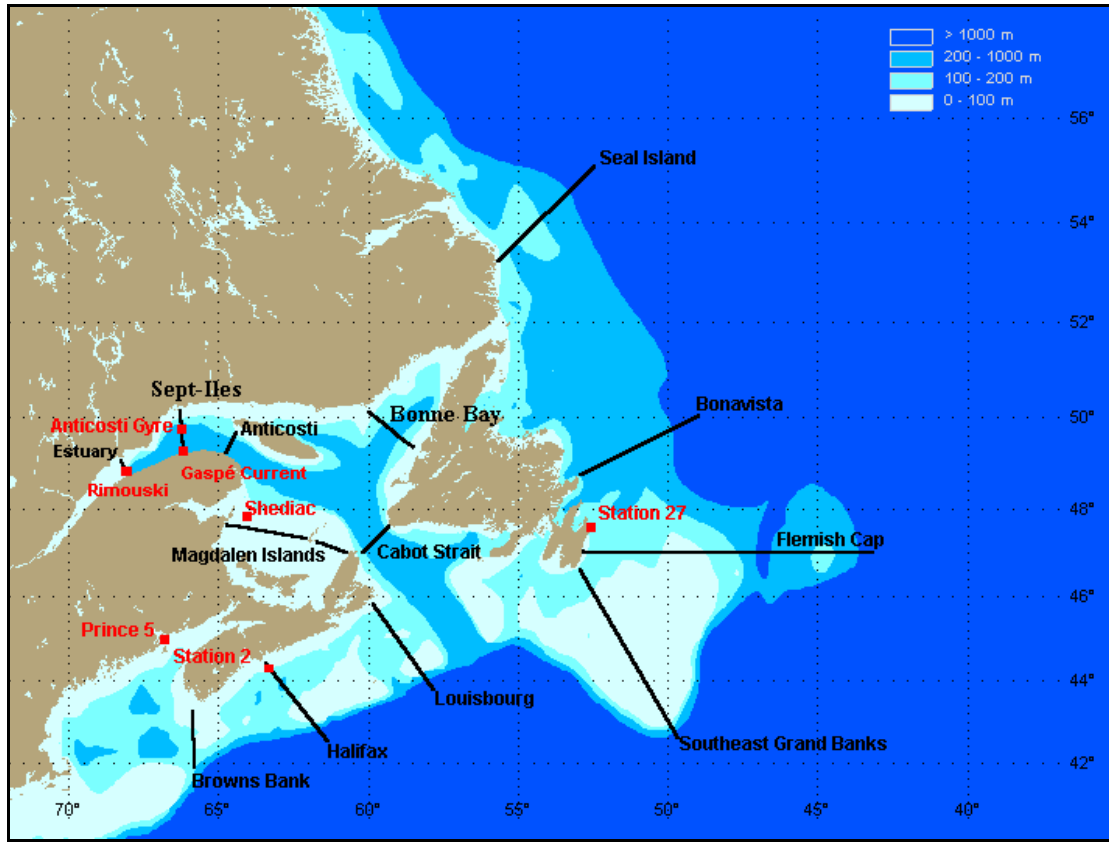 > 1000 m
200 - 1000 m
100 - 200 m
0 - 100 m
56°
Seal Island
54°
52°
Sept-Iles
Bonavista
50°
Bonne Bay
Anticosti Gyre
Anticosti
Estuary
Gaspé Current
Rimouski
Shediac
Station 27
48°
Magdalen Islands
Cabot Strait
Flemish Cap
46°
Prince 5
Station 2
Louisbourg
44°
Halifax
Southeast Grand Banks
Browns Bank
42°
70°
65°
60°
55°
50°
45°
40°